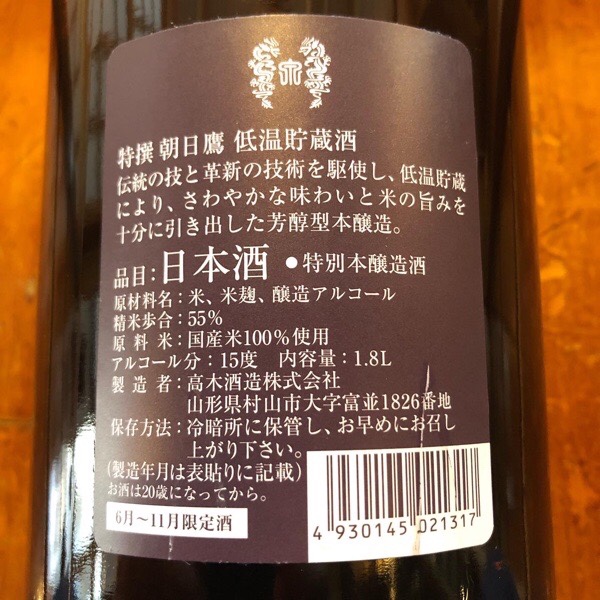 特撰 朝日鷹 低温貯蔵酒
伝統の技と革新の技術を駆使し、低温貯蔵
により、さわやかな味わいと米の旨みを
十分に引き出した芳醇型本醸造。
品目:日本酒 ●特別本醸造酒
原材料名:米、米麹、醸造アルコール
精米歩合:55%
原料米:国産米100%使用
アルコール分:15度 内容量:1.8L
製造者:高木酒造株式会社
山形県村山市大字富並1826番地
保存方法:冷暗所に保管し、お早めにお召し
上がり下さい。
(製造年月は表貼りに記載)
お酒は20歳になってから。
6月〜11月限定酒
4 930145 021317